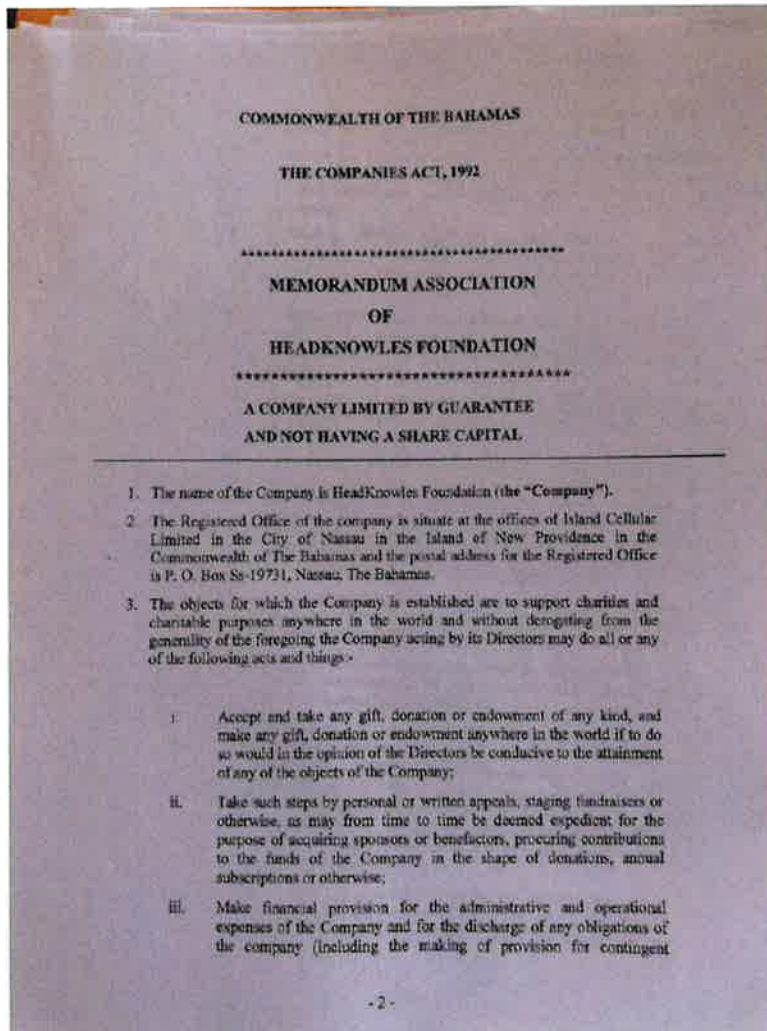 COMMONWEALTH OF THE BAHAMAS
THE COMPANIES ACT, 1992
******************************************
MEMORANDUM ASSOCIATION
OF
HEADKNOWLES FOUNDATION
***************************************
A COMPANY LIMITED BY GUARANTEE
AND NOT HAVING A SHARE CAPITAL
1. The name of the Company is HeadKnowles Foundation (the “Company”).
2. The Registered Office of the company is situate at the offices of Island Cellular
Limited in the City of Nassau in the Island of New Providence in the
Commonwealth of The Bahamas and the postal address for the Registered Office
is P. O. Box Ss-19731, Nassau, The Bahamas.
3. The objects for which the Company is established are to support charities and
charitable purposes anywhere in the world and without derogating from the
generality of the foregoing the Company acting by its Directors may do all or any
of the following acts and things:-
i. Accept and take any gift, donation or endowment of any kind, and
make any gift, donation or endowment anywhere in the world if to do
so would in the opinion of the Directors be conducive to the attainment
of any of the objects of the Company;
ii. Take such steps by personal or written appeals, staging fundraisers or
otherwise, as may from time to time be deemed expedient for the
purpose of acquiring sponsors or benefactors, procuring contributions
to the funds of the Company in the shape of donations, annual
subscriptions or otherwise;
iii. Make financial provision for the administrative and operational
expenses of the Company and for the discharge of any obligations of
the company (including the making of provision for contingent
- 2 -